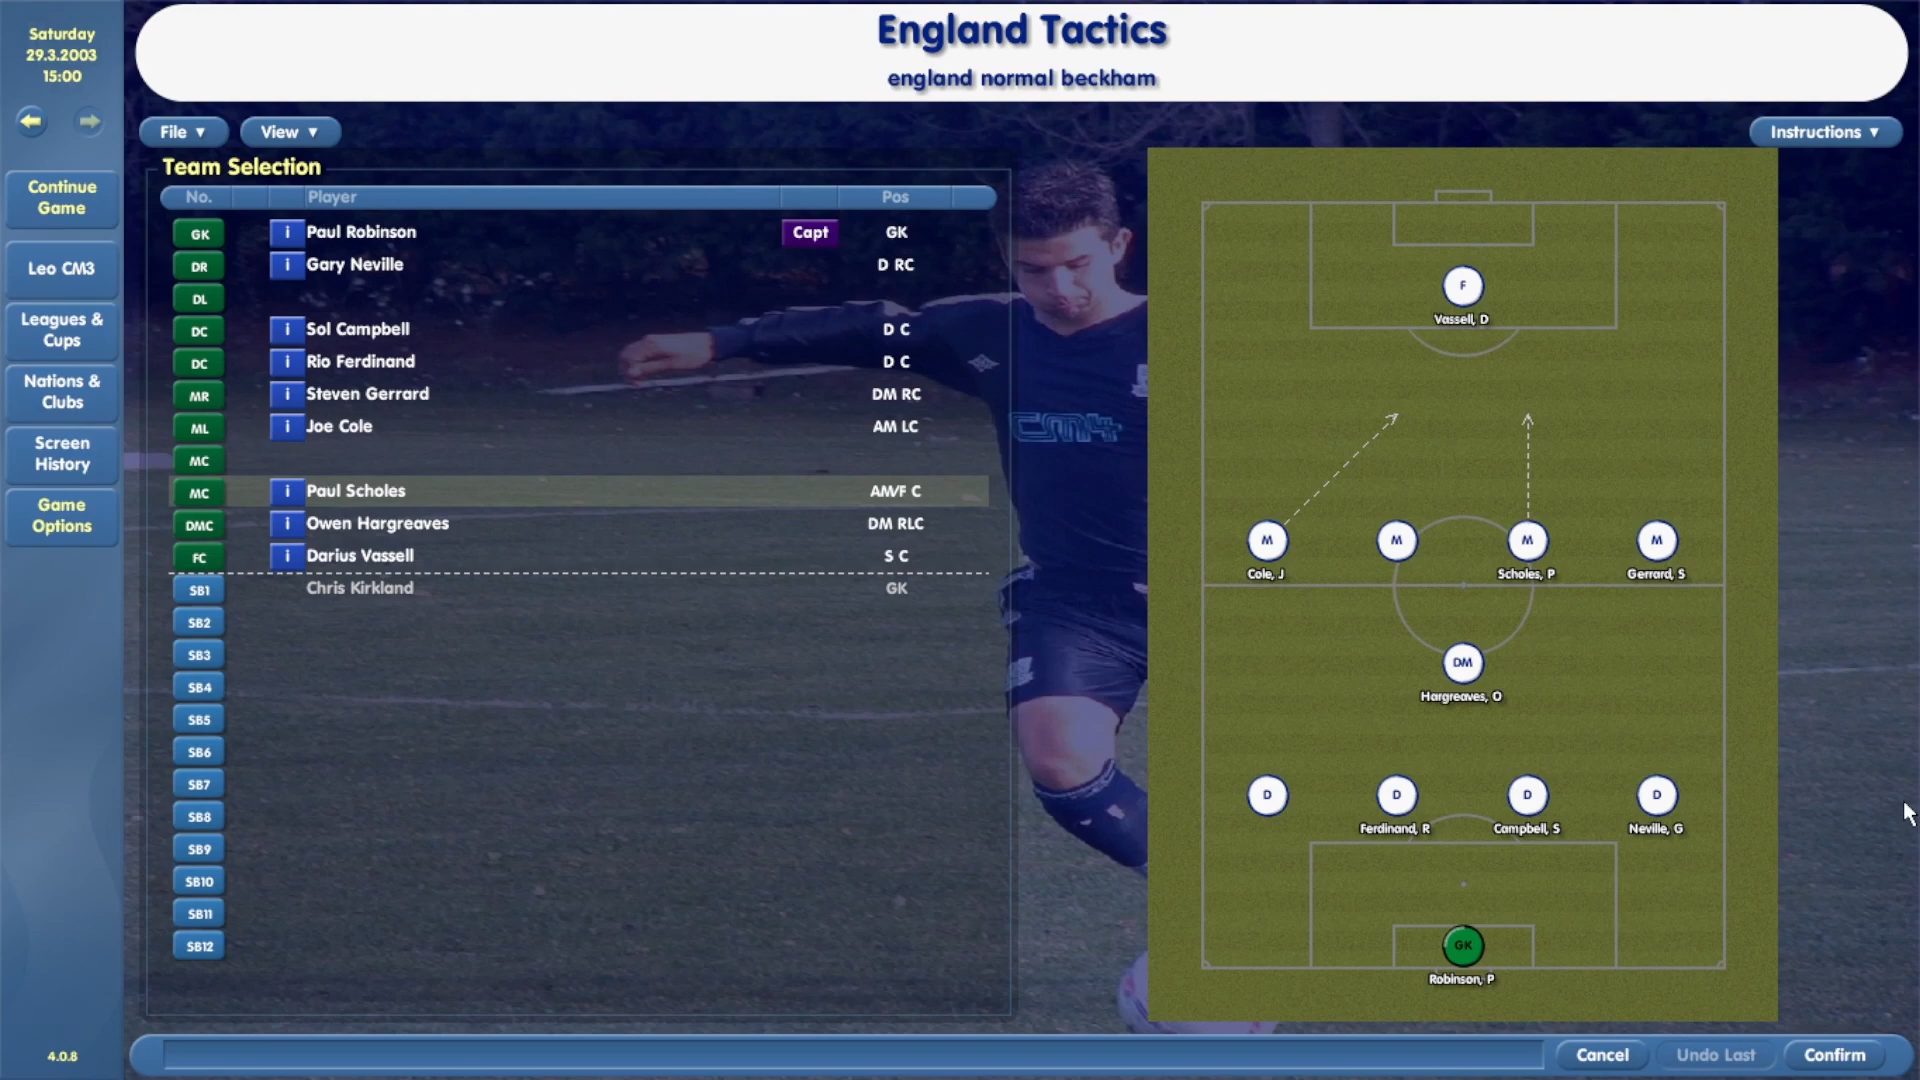 England Tactics
england normal beckham
Saturday
29.3.2003
15:00
Continue
Game
Leo CM3
Leagues &
Cups
Nations &
Clubs
Screen
History
Game
Options
4.0.8
File ▼
View ▼
Instructions ▼
Team Selection
No. Player Pos
GK i Paul Robinson Capt GK
DR i Gary Neville D RC
DL
DC i Sol Campbell D C
DC i Rio Ferdinand D C
MR i Steven Gerrard DM RC
ML i Joe Cole AM LC
MC
MC i Paul Scholes AM/F C
DMC i Owen Hargreaves DM RLC
FC i Darius Vassell S C
SB1 Chris Kirkland GK
SB2
SB3
SB4
SB5
SB6
SB7
SB8
SB9
SB10
SB11
SB12
CM4
F
Vassell, D
M M M M
Cole, J Scholes, P Gerrard, S
DM
Hargreaves, O
D D D D
Ferdinand, R Campbell, S Neville, G
GK
Robinson, P
Cancel Undo Last Confirm